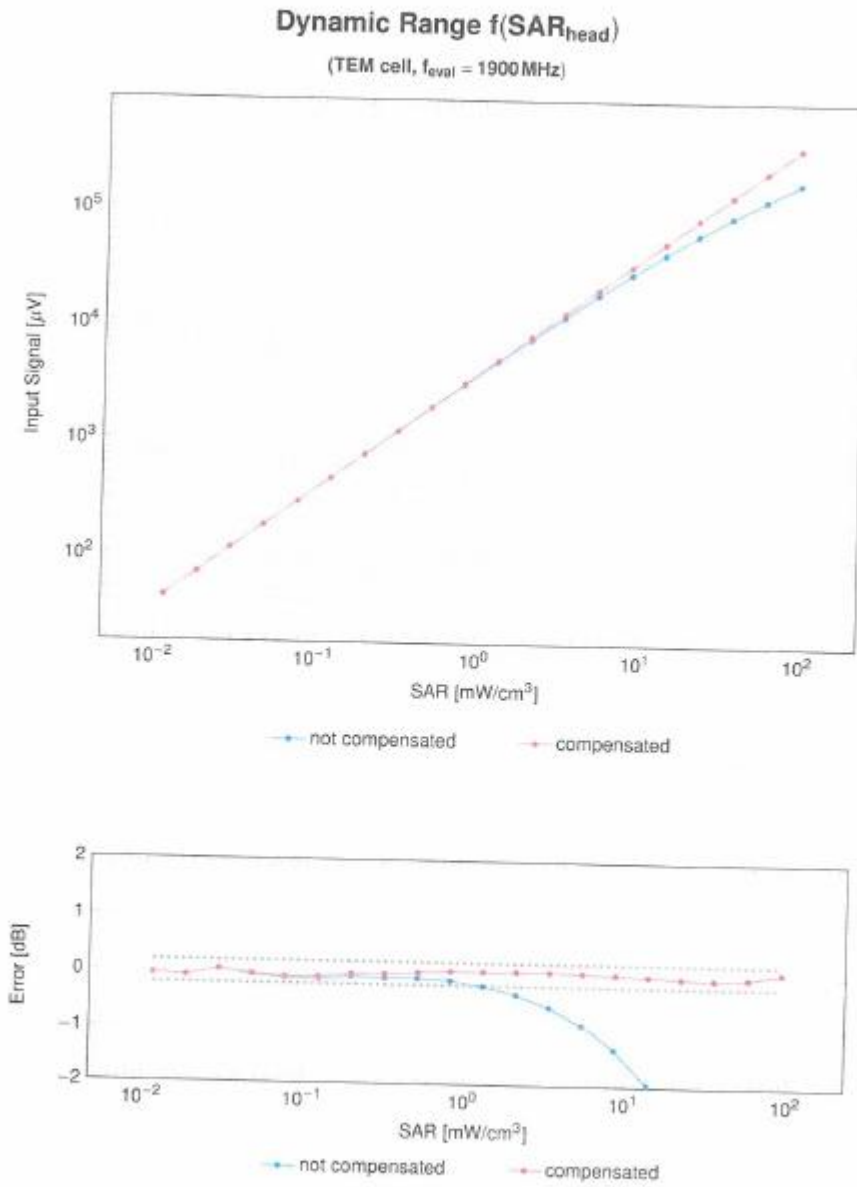 Dynamic Range f(SAR_head)
(TEM cell, f_eval = 1900 MHz)
Input Signal [μV]
10⁵
10⁴
10³
10²
10⁻² 10⁻¹ 10⁰ 10¹ 10²
SAR [mW/cm³]
not compensated compensated
Error [dB]
2
1
0
−1
−2
10⁻² 10⁻¹ 10⁰ 10¹ 10²
SAR [mW/cm³]
not compensated compensated